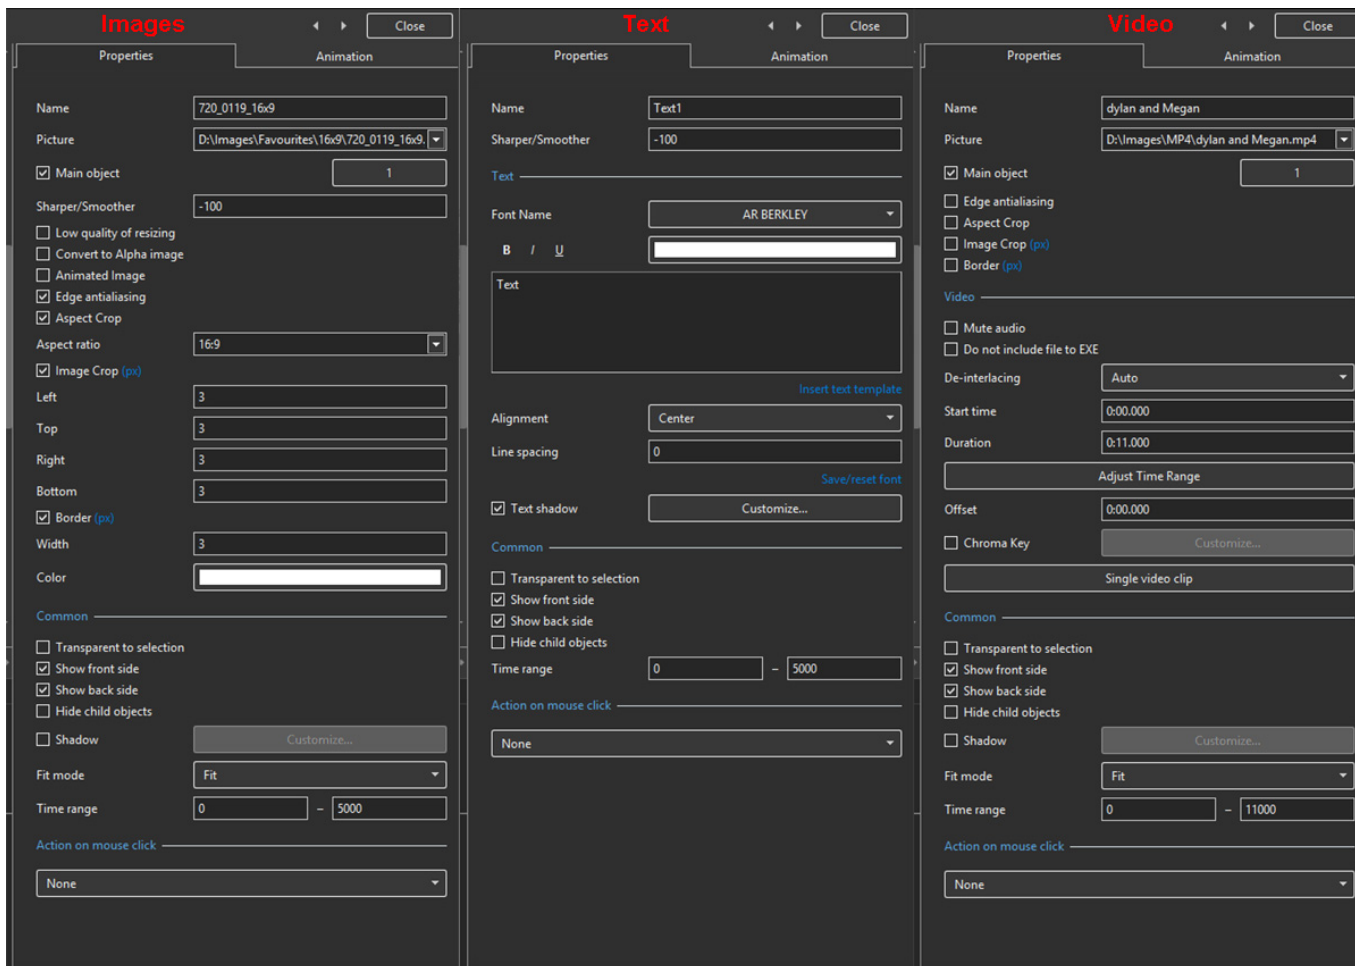 Images
Close
Properties
Animation
Name
720_0119_16x9
Picture
D:\Images\Favourites\16x9\720_0119_16x9.
Main object
1
Sharper/Smoother
-100
Low quality of resizing
Convert to Alpha image
Animated Image
Edge antialiasing
Aspect Crop
Aspect ratio
16:9
Image Crop (px)
Left
3
Top
3
Right
3
Bottom
3
Border (px)
Width
3
Color
Common
Transparent to selection
Show front side
Show back side
Hide child objects
Shadow
Customize...
Fit mode
Fit
Time range
0
–
5000
Action on mouse click
None
Text
Close
Properties
Animation
Name
Text1
Sharper/Smoother
-100
Text
Font Name
AR BERKLEY
B I U
Text
Insert text template
Alignment
Center
Line spacing
0
Save/reset font
Text shadow
Customize...
Common
Transparent to selection
Show front side
Show back side
Hide child objects
Time range
0
–
5000
Action on mouse click
None
Video
Close
Properties
Animation
Name
dylan and Megan
Picture
D:\Images\MP4\dylan and Megan.mp4
Main object
1
Edge antialiasing
Aspect Crop
Image Crop (px)
Border (px)
Video
Mute audio
Do not include file to EXE
De-interlacing
Auto
Start time
0:00.000
Duration
0:11.000
Adjust Time Range
Offset
0:00.000
Chroma Key
Customize...
Single video clip
Common
Transparent to selection
Show front side
Show back side
Hide child objects
Shadow
Customize...
Fit mode
Fit
Time range
0
–
11000
Action on mouse click
None